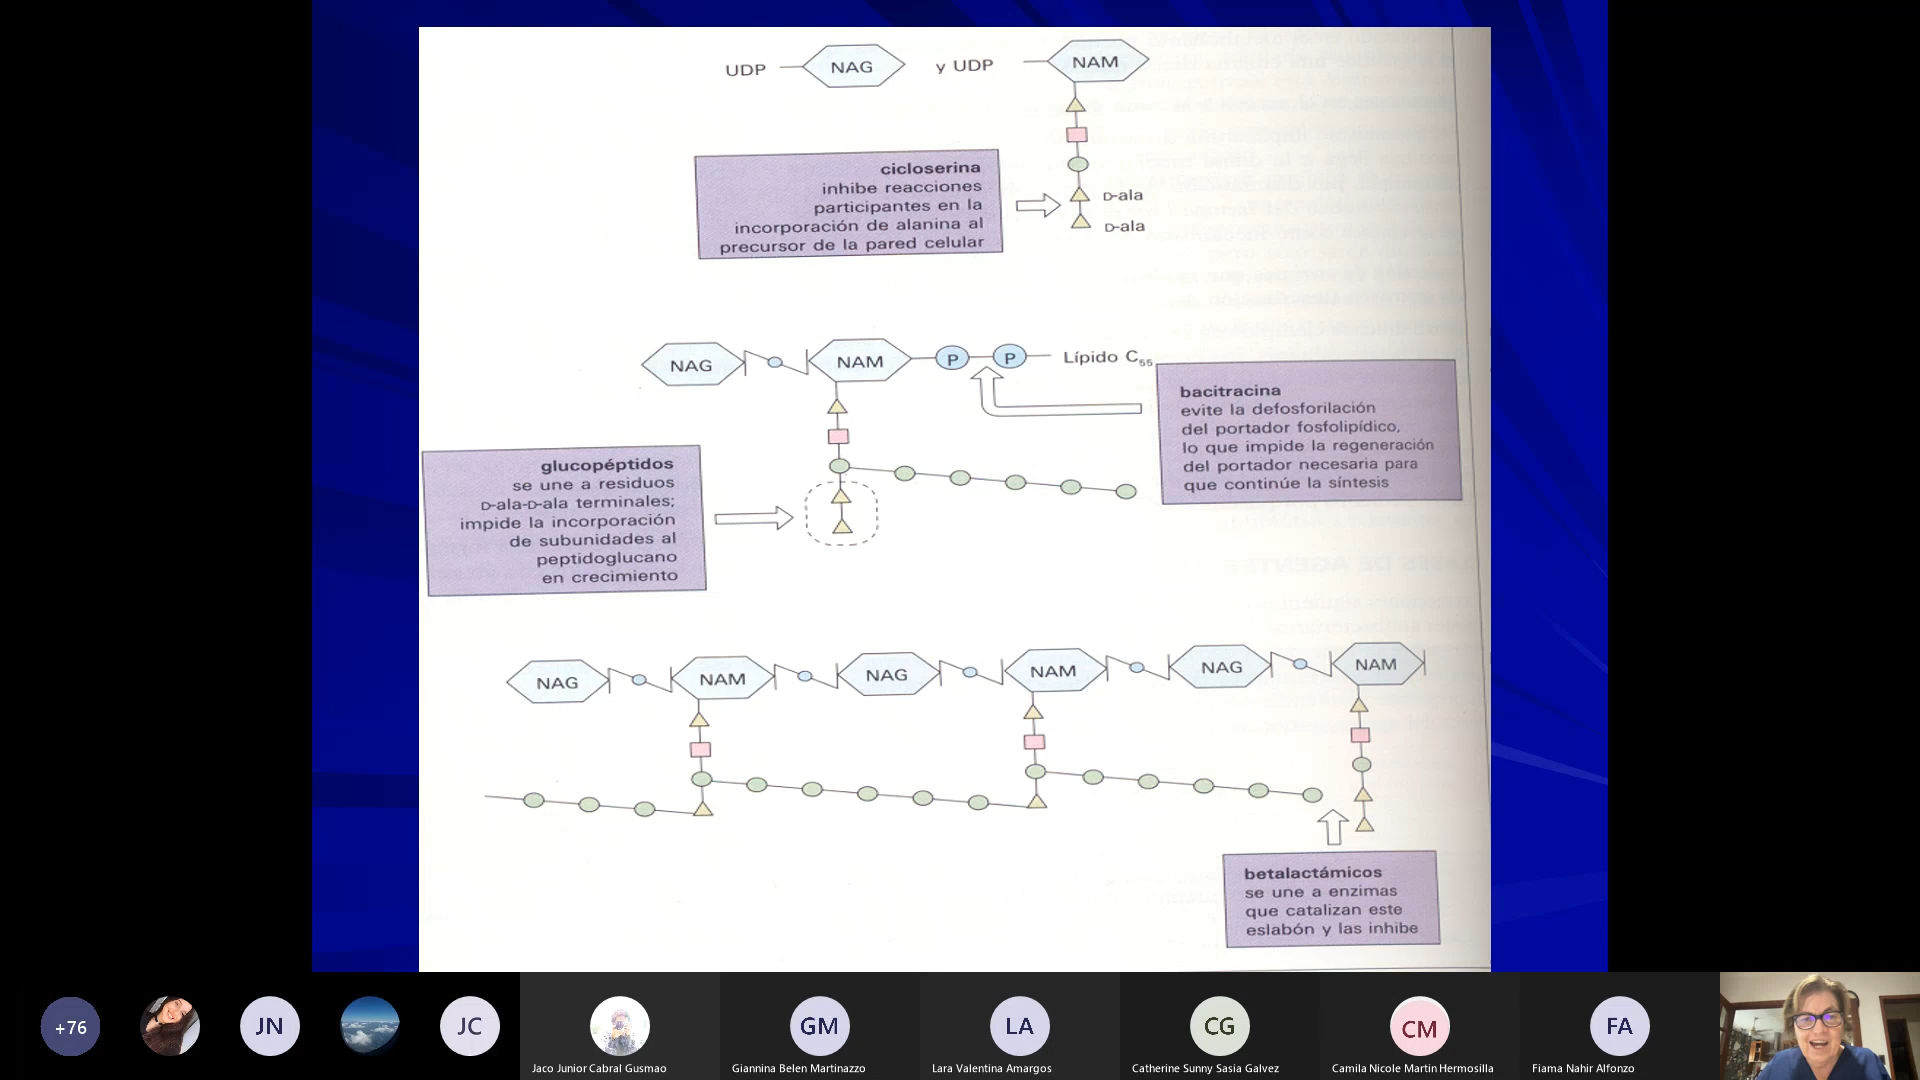 UDP NAG y UDP NAM
cicloserina
inhibe reacciones
participantes en la
incorporación de alanina al
precursor de la pared celular
D-ala
D-ala
NAG NAM P P Lípido C55
bacitracina
evite la defosforilación
del portador fosfolipídico,
lo que impide la regeneración
del portador necesaria para
que continúe la síntesis
glucopéptidos
se une a residuos
D-ala-D-ala terminales;
impide la incorporación
de subunidades al
peptidoglucano
en crecimiento
NAG NAM NAG NAM NAG NAM
betalactámicos
se une a enzimas
que catalizan este
eslabón y las inhibe
+76
JN
JC
Jaco Junior Cabral Gusmao
GM
Giannina Belen Martinazzo
LA
Lara Valentina Amargos
CG
Catherine Sunny Sasia Galvez
CM
Camila Nicole Martin Hermosilla
FA
Fiama Nahir Alfonzo